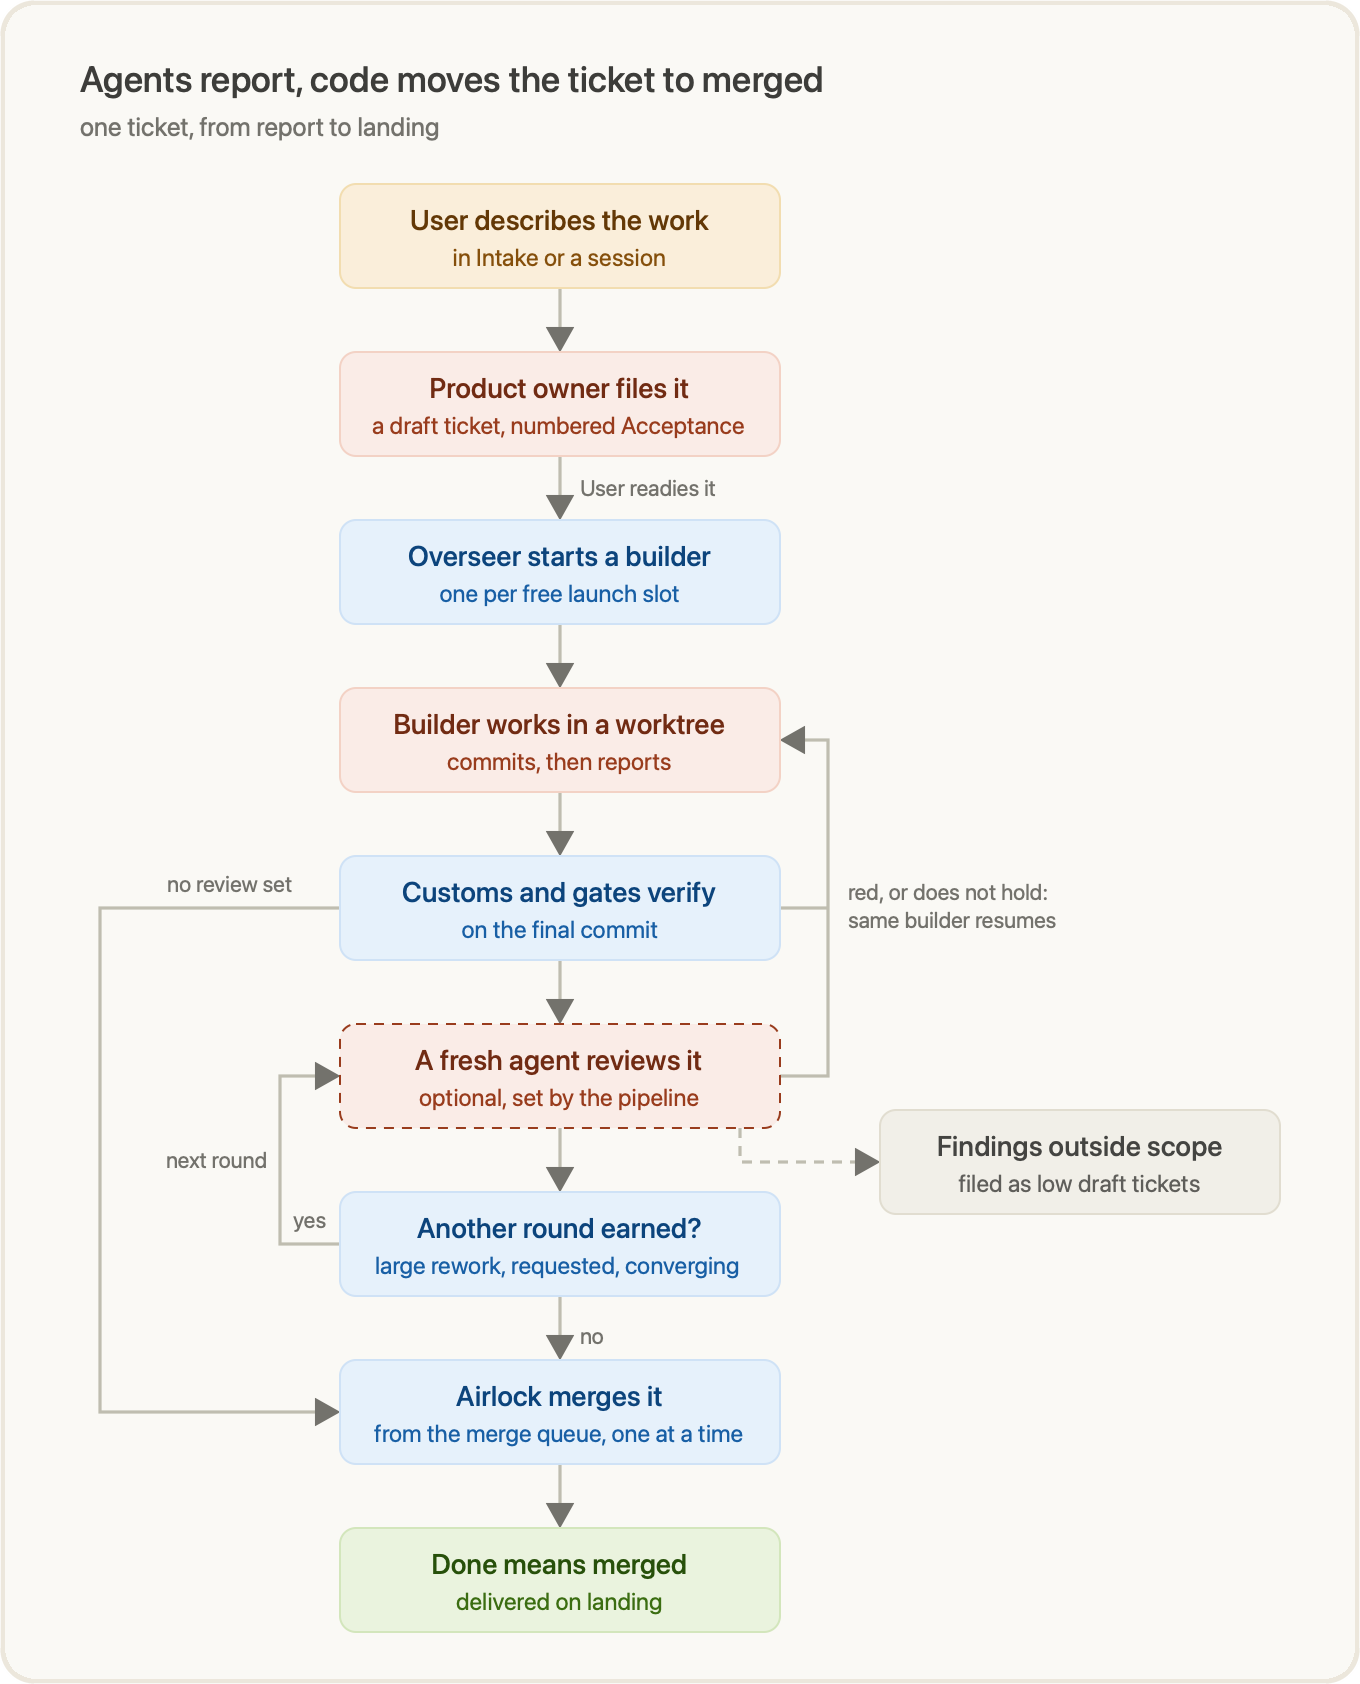 Agents report, code moves the ticket to merged
one ticket, from report to landing
User describes the work
in Intake or a session
Product owner files it
a draft ticket, numbered Acceptance
User readies it
Overseer starts a builder
one per free launch slot
Builder works in a worktree
commits, then reports
no review set
Customs and gates verify
on the final commit
red, or does not hold:
same builder resumes
A fresh agent reviews it
optional, set by the pipeline
next round
Findings outside scope
filed as low draft tickets
yes
Another round earned?
large rework, requested, converging
no
Airlock merges it
from the merge queue, one at a time
Done means merged
delivered on landing